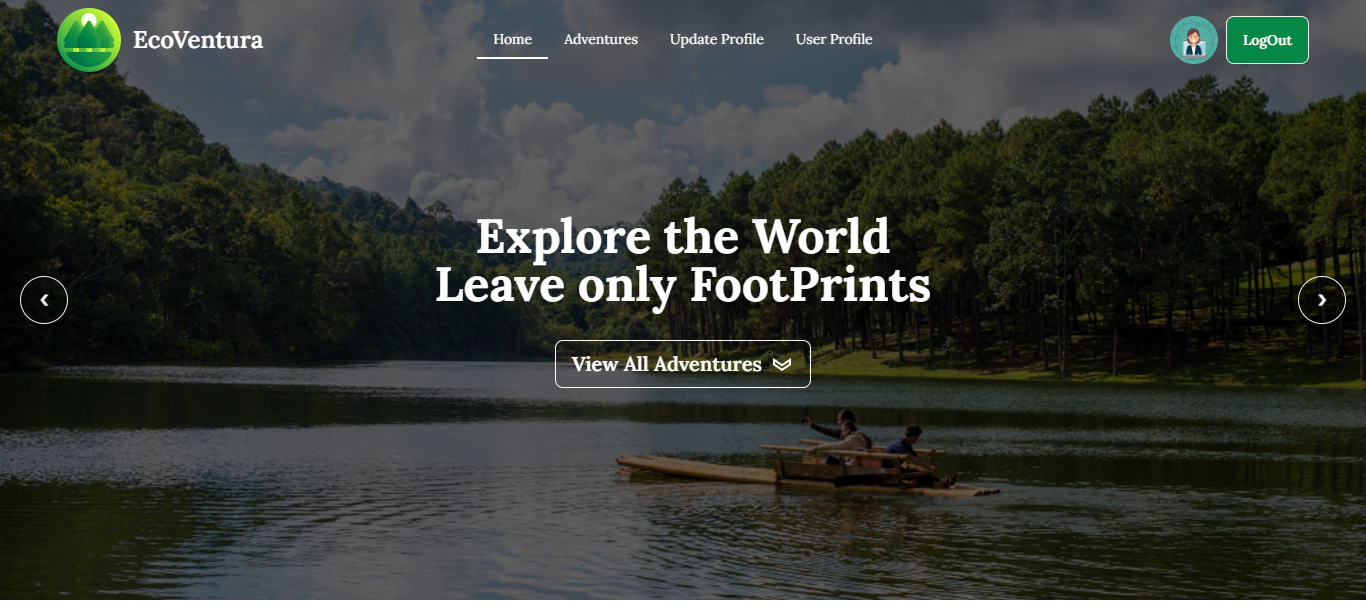 EcoVentura
Home
Adventures
Update Profile
User Profile
LogOut
Explore the World
Leave only FootPrints
View All Adventures